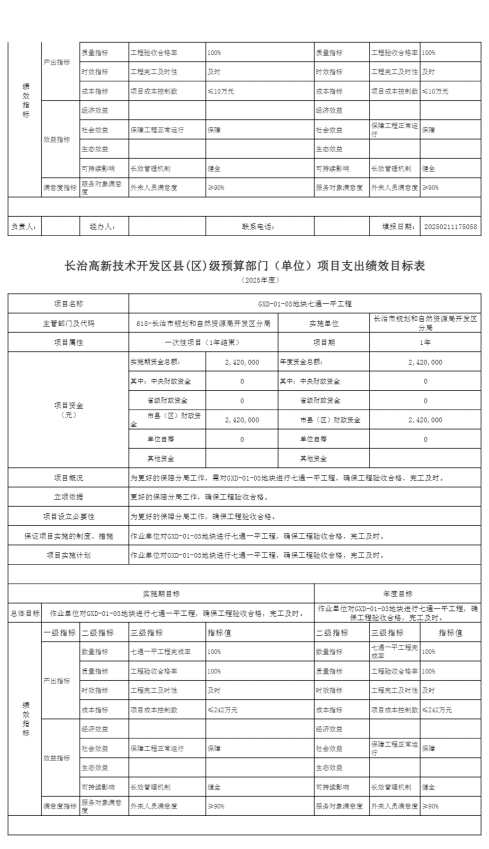 绩效指标 产出指标 质量指标 工程验收合格率 100% 质量指标 工程验收合格率 100%
时效指标 工程完工及时性 及时 时效指标 工程完工及时性 及时
成本指标 项目成本控制数 ≤10万元 成本指标 项目成本控制数 ≤10万元
效益指标 经济效益 经济效益
社会效益 保障工程正常运行 保障 社会效益 保障工程正常运行 保障
生态效益 生态效益
可持续影响 长效管理机制 健全 可持续影响 长效管理机制 健全
满意度指标 服务对象满意度 外来人员满意度 ≥90% 服务对象满意度 外来人员满意度 ≥90%
负责人： 经办人： 联系电话： 填报日期： 20250211175058
长治高新技术开发区县(区)级预算部门（单位）项目支出绩效目标表
（2025年度）
项目名称 GXD-01-03地块七通一平工程
主管部门及代码 615-长治市规划和自然资源局开发区分局 实施单位 长治市规划和自然资源局开发区分局
项目属性 一次性项目（1年结束） 项目期 1年
项目资金（元） 实施期资金总额： 2,420,000 年度资金总额： 2,420,000
其中：中央财政资金 0 其中：中央财政资金 0
省级财政资金 0 省级财政资金 0
市县（区）财政资金 2,420,000 市县（区）财政资金 2,420,000
单位自筹 0 单位自筹 0
其他资金 其他资金
项目概况 为更好的保障分局工作，需对GXD-01-03地块进行七通一平工程，确保工程验收合格，完工及时。
立项依据 更好的保障分局工作，确保工程验收合格。
项目设立必要性 为更好的保障分局工作，确保工程验收合格。
保证项目实施的制度、措施 作业单位对GXD-01-03地块进行七通一平工程，确保工程验收合格，完工及时。
项目实施计划 作业单位对GXD-01-03地块进行七通一平工程，确保工程验收合格，完工及时。
实施期目标 年度目标
总体目标 作业单位对GXD-01-03地块进行七通一平工程，确保工程验收合格，完工及时。 作业单位对GXD-01-03地块进行七通一平工程，确保工程验收合格，完工及时。
绩效指标 一级指标 二级指标 三级指标 指标值 二级指标 三级指标 指标值
产出指标 数量指标 七通一平工程完成率 100% 数量指标 七通一平工程完成率 100%
质量指标 工程验收合格率 100% 质量指标 工程验收合格率 100%
时效指标 工程完工及时性 及时 时效指标 工程完工及时性 及时
成本指标 项目成本控制数 ≤242万元 成本指标 项目成本控制数 ≤242万元
效益指标 经济效益 经济效益
社会效益 保障工程正常运行 保障 社会效益 保障工程正常运行 保障
生态效益 生态效益
可持续影响 长效管理机制 健全 可持续影响 长效管理机制 健全
满意度指标 服务对象满意度 外来人员满意度 ≥90% 服务对象满意度 外来人员满意度 ≥90%